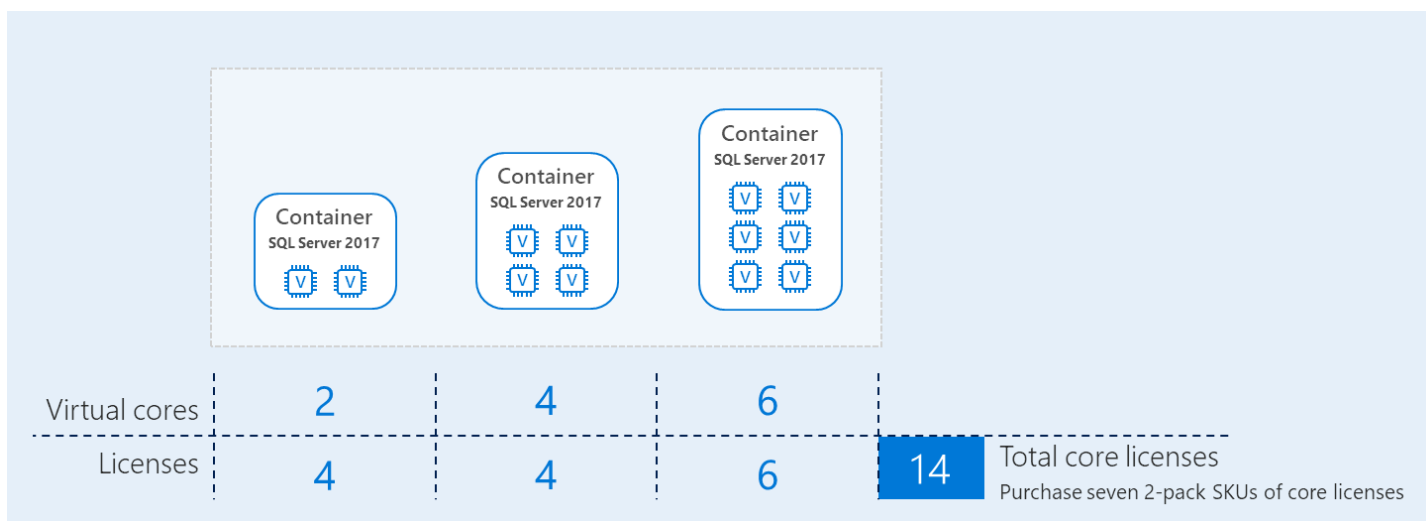 Container
SQL Server 2017
V V
Container
SQL Server 2017
V V
V V
Container
SQL Server 2017
V V
V V
V V
Virtual cores 2 4 6
Licenses 4 4 6 14 Total core licenses
Purchase seven 2-pack SKUs of core licenses